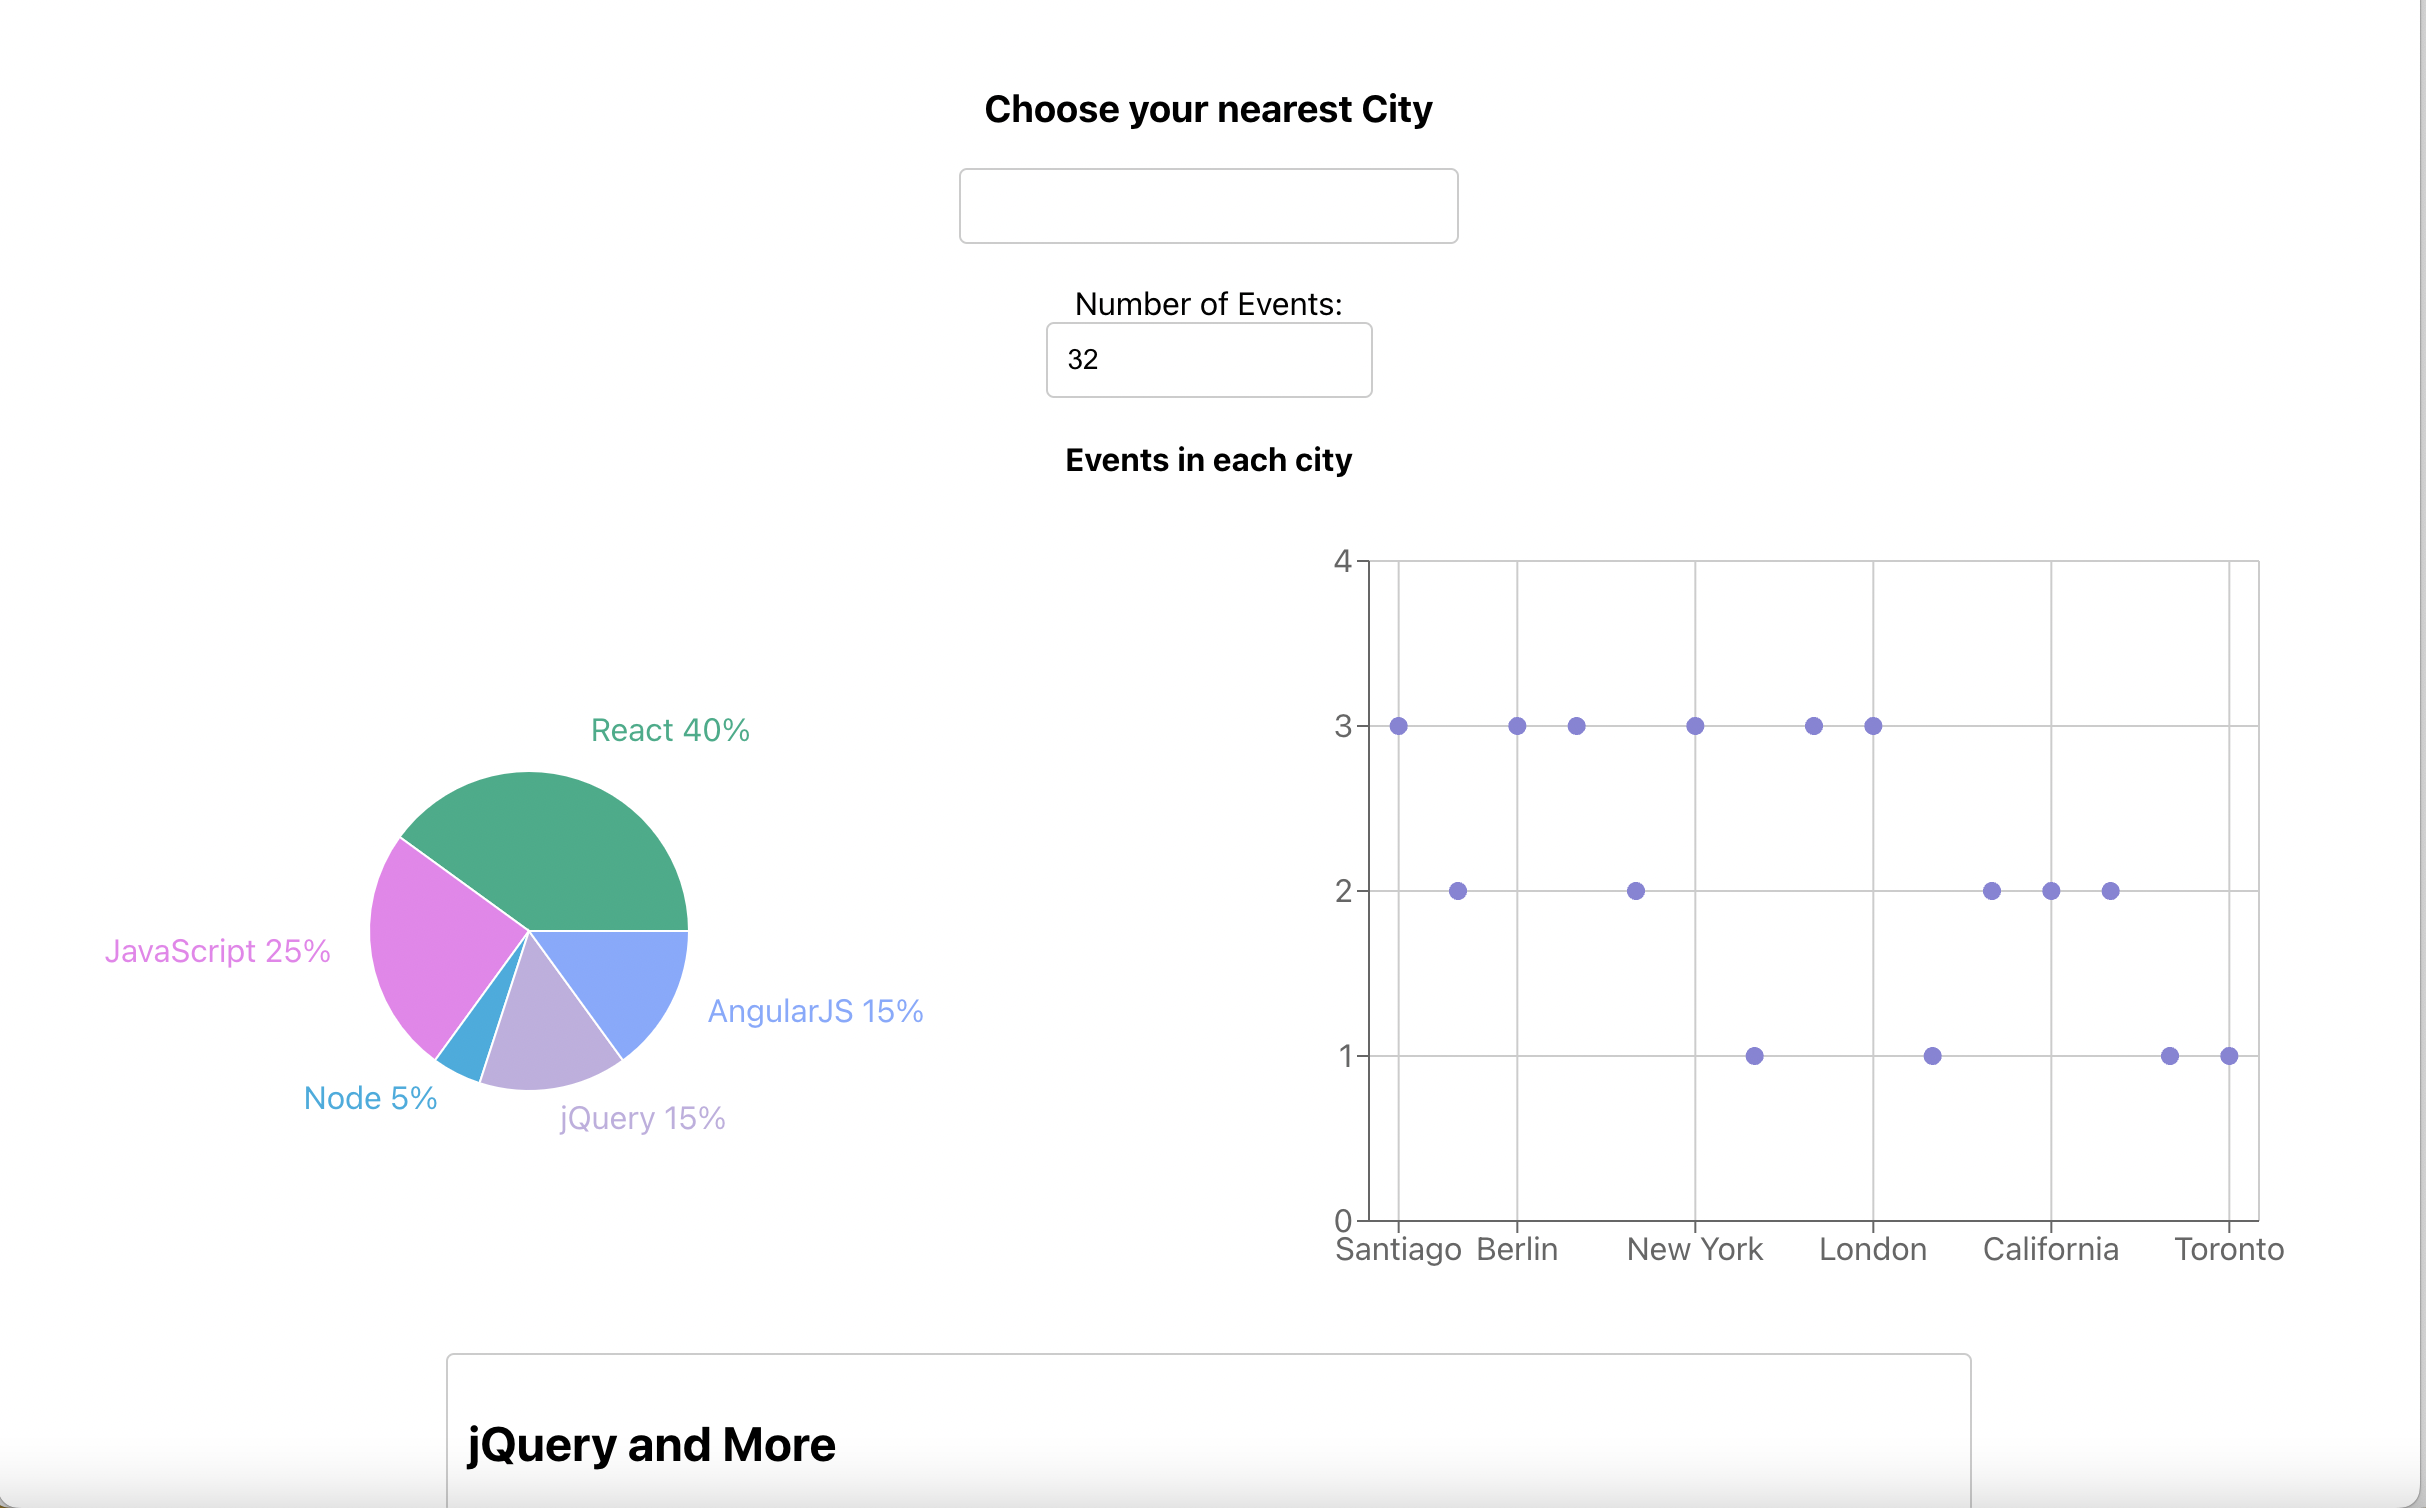 Choose your nearest City
Number of Events:
32
Events in each city
React 40%
JavaScript 25%
AngularJS 15%
Node 5%
jQuery 15%
4
3
2
1
0
Santiago Berlin New York London California Toronto
jQuery and More